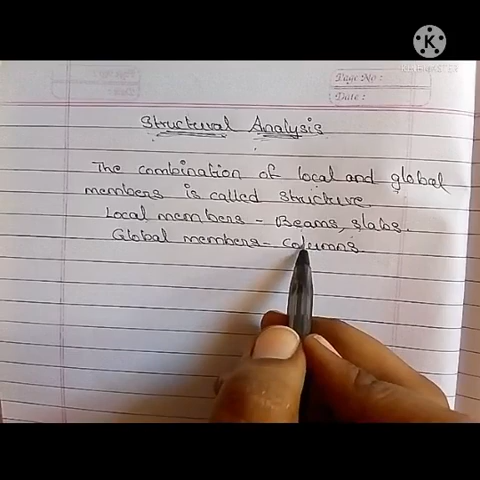 KINEMASTER
Page No :
Date :
Structural Analysis
The combination of local and global
members is called structure.
Local members - Beams, slabs.
Global members - columns.